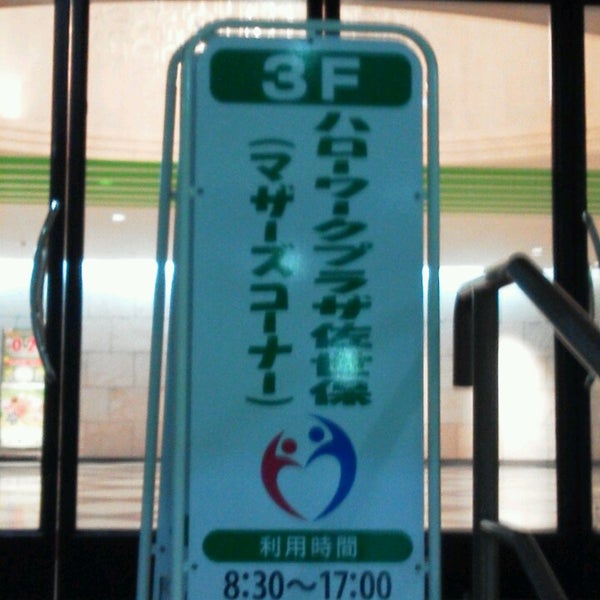 3F
ハローワークプラザ佐世保
(マザーズコーナー)
利用時間
8:30～17:00